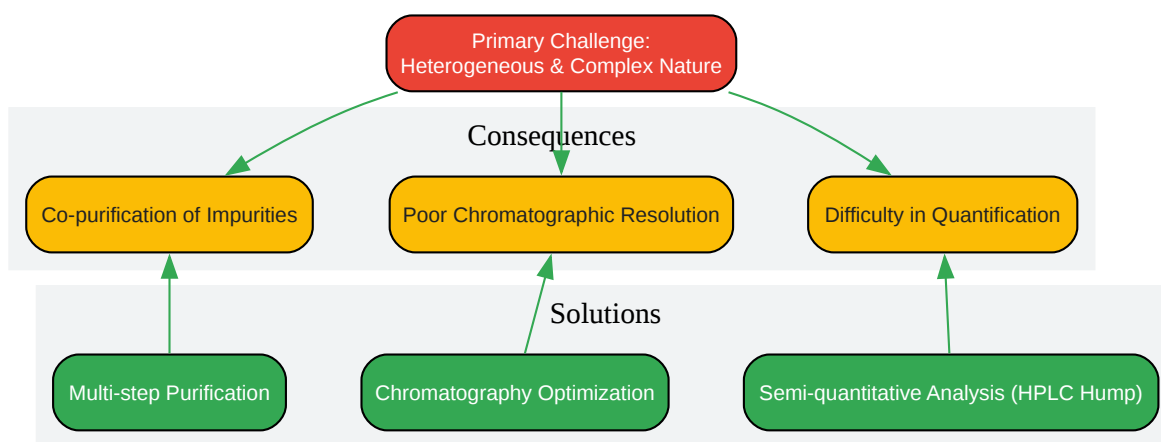 Primary Challenge:
Heterogeneous & Complex Nature
Consequences
Co-purification of Impurities
Poor Chromatographic Resolution
Difficulty in Quantification
Solutions
Multi-step Purification
Chromatography Optimization
Semi-quantitative Analysis (HPLC Hump)